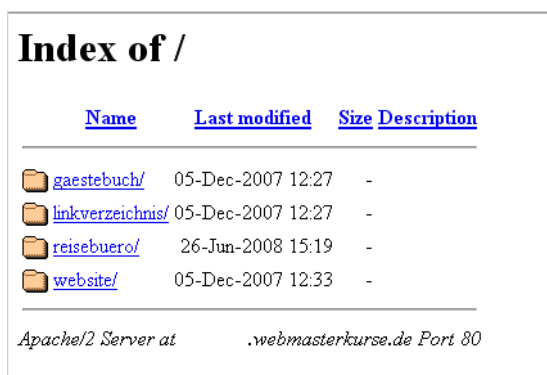 Index of /
Name Last modified Size Description
gaestebuch/ 05-Dec-2007 12:27 -
linkverzeichnis/ 05-Dec-2007 12:27 -
reisebuero/ 26-Jun-2008 15:19 -
website/ 05-Dec-2007 12:33 -
Apache/2 Server at .webmasterkurse.de Port 80